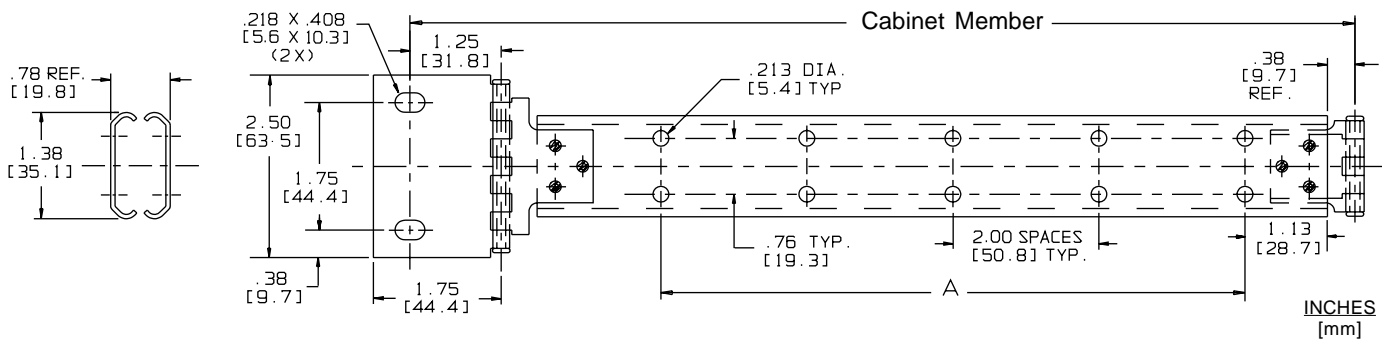 Cabinet Member
.218 X .408
[5.6 X 10.3]
(2X)
1.25
[31.8]
.38
[9.7]
REF.
.78 REF.
[19.8]
.213 DIA.
[5.4] TYP
2.50
[63.5]
1.38
[35.1]
1.75
[44.4]
.76 TYP.
[19.3]
2.00 SPACES
[50.8] TYP.
1.13
[28.7]
.38
[9.7]
1.75
[44.4]
A
INCHES
[mm]